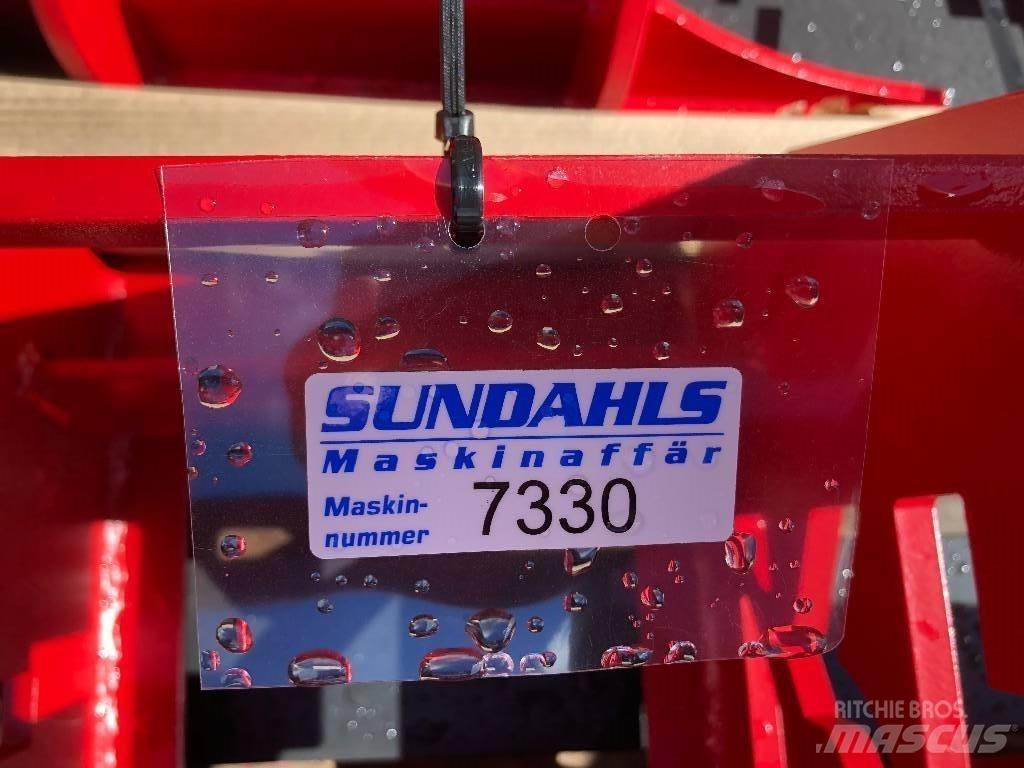 SUNDAHLS
Maskinaffär
Maskin-
nummer 7330
RITCHIE BROS.
MASCUS